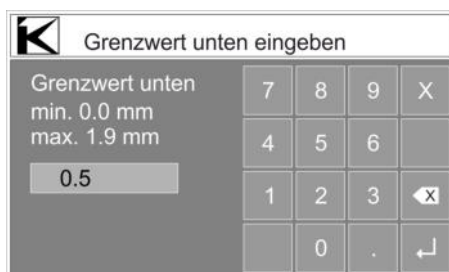 K Grenzwert unten eingeben
Grenzwert unten
min. 0.0 mm
max. 1.9 mm
0.5
7 8 9 X
4 5 6
1 2 3 X
0 .